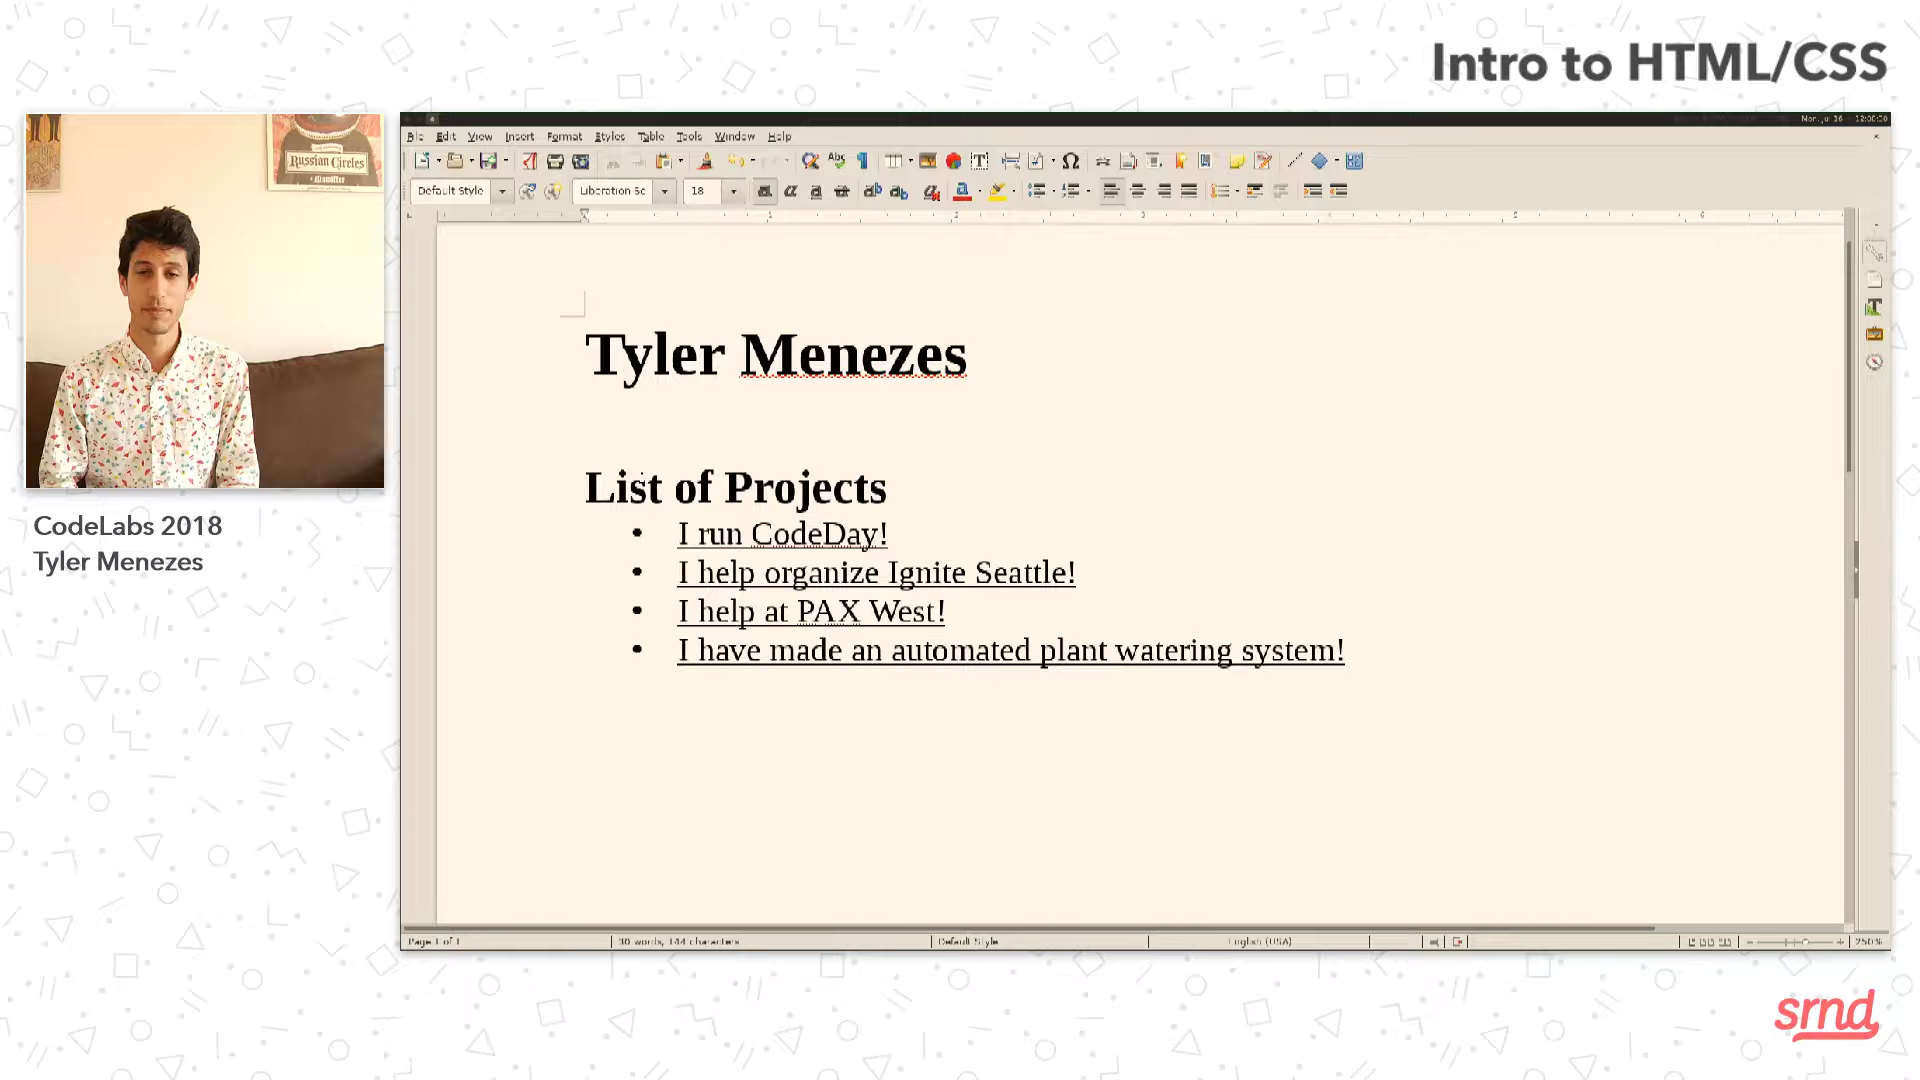 Intro to HTML/CSS
Russian Circles
CodeLabs 2018
Tyler Menezes
File Edit View Insert Format Styles Table Tools Window Help
Default Style
Liberation Se
18
Tyler Menezes
List of Projects
• I run CodeDay!
• I help organize Ignite Seattle!
• I help at PAX West!
• I have made an automated plant watering system!
Page 1 of 1
30 words, 144 characters
Default Style
English (USA)
250%
srnd